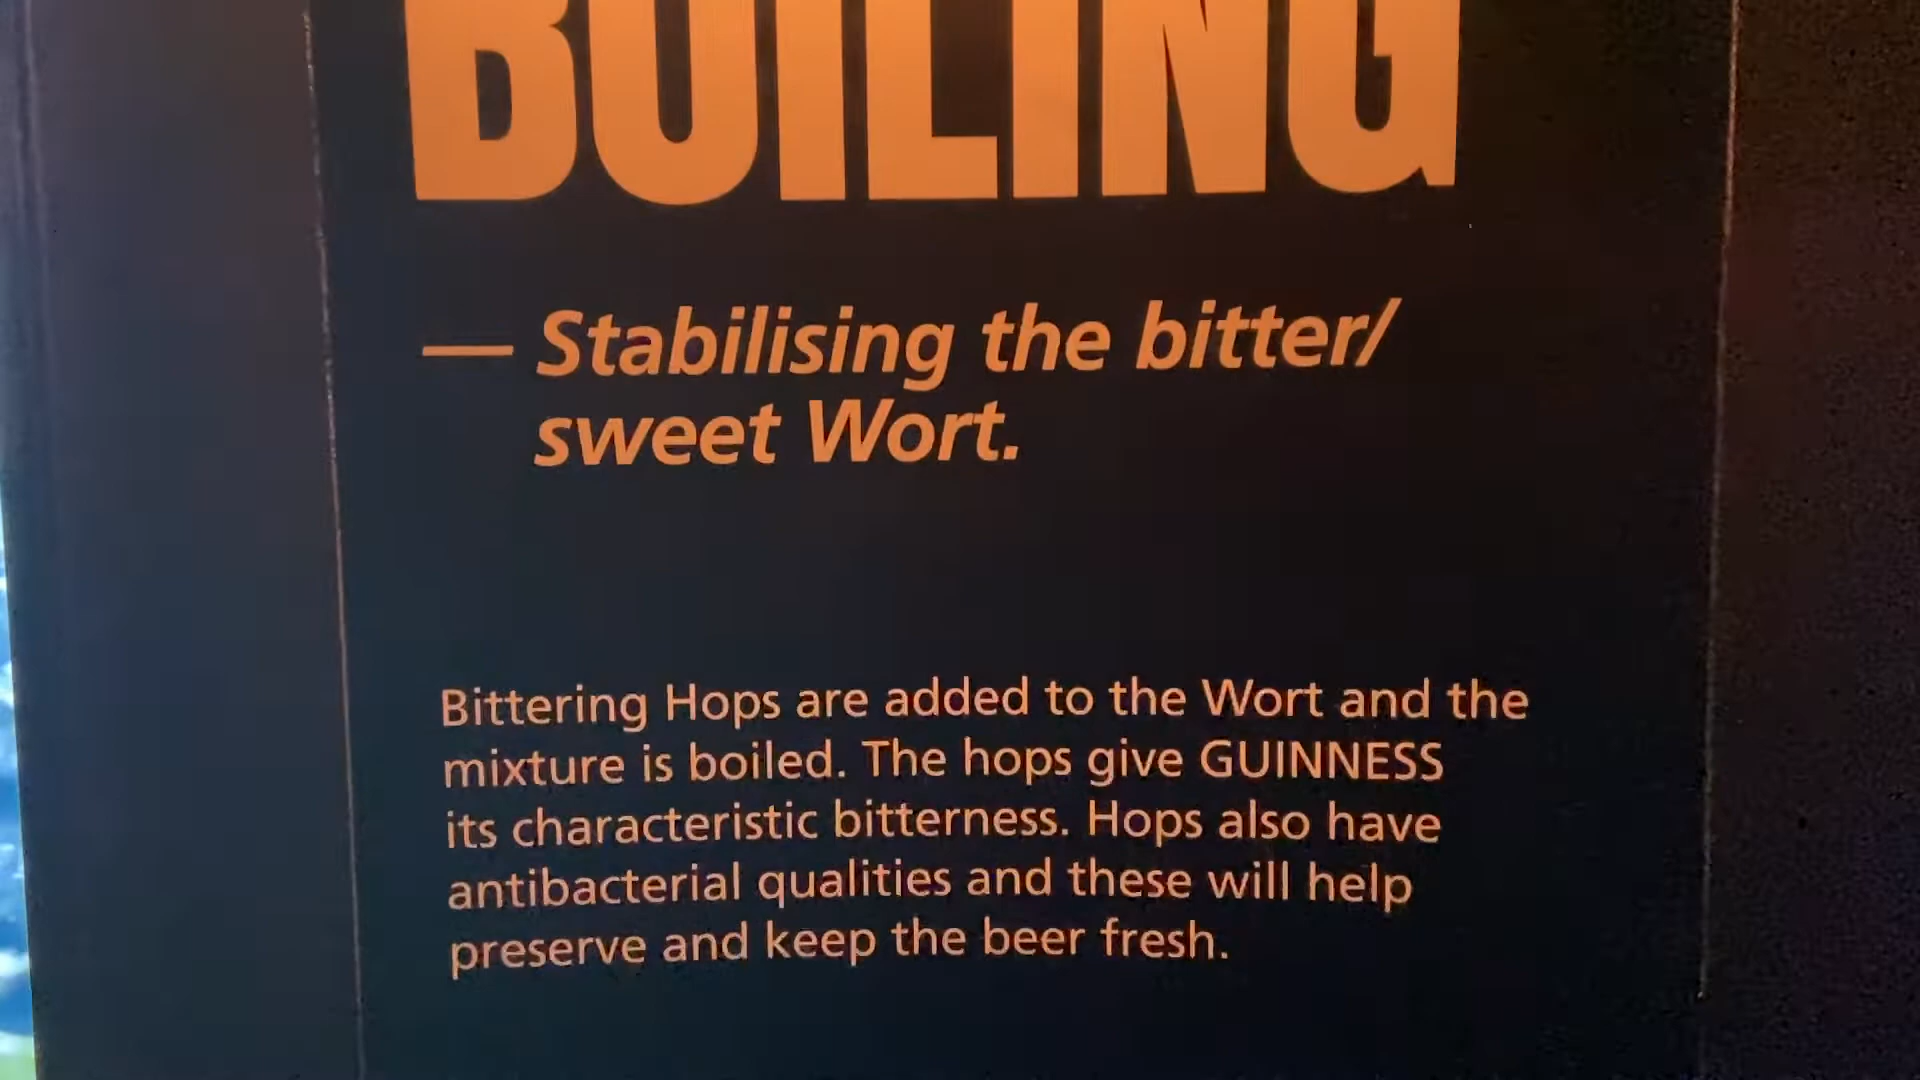 BOILING
— Stabilising the bitter/
sweet Wort.
Bittering Hops are added to the Wort and the
mixture is boiled. The hops give GUINNESS
its characteristic bitterness. Hops also have
antibacterial qualities and these will help
preserve and keep the beer fresh.